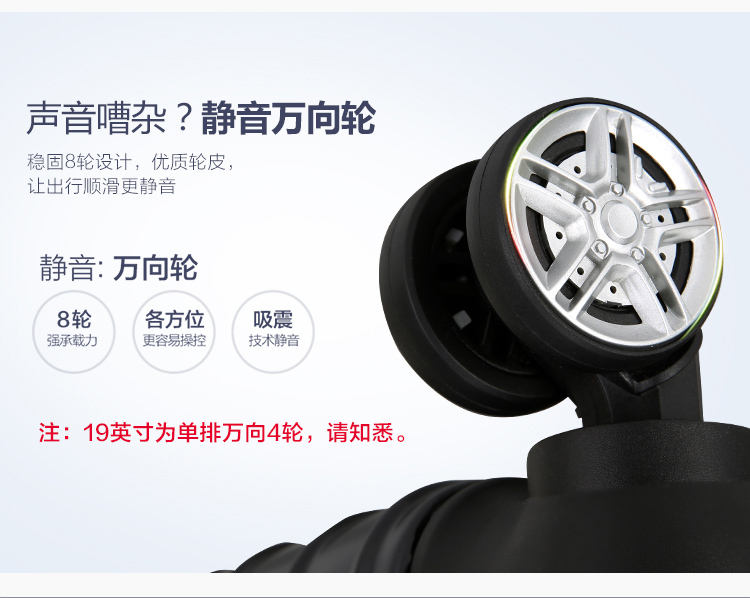 声音嘈杂？静音万向轮
稳固8轮设计，优质轮皮，
让出行顺滑更静音
静音: 万向轮
8轮
强承载力
各方位
更容易操控
吸震
技术静音
注：19英寸为单排万向4轮，请知悉。